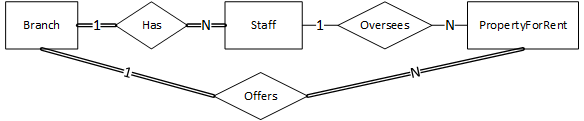 Branch 1 Has N Staff 1 Oversees N PropertyForRent
1 N
Offers